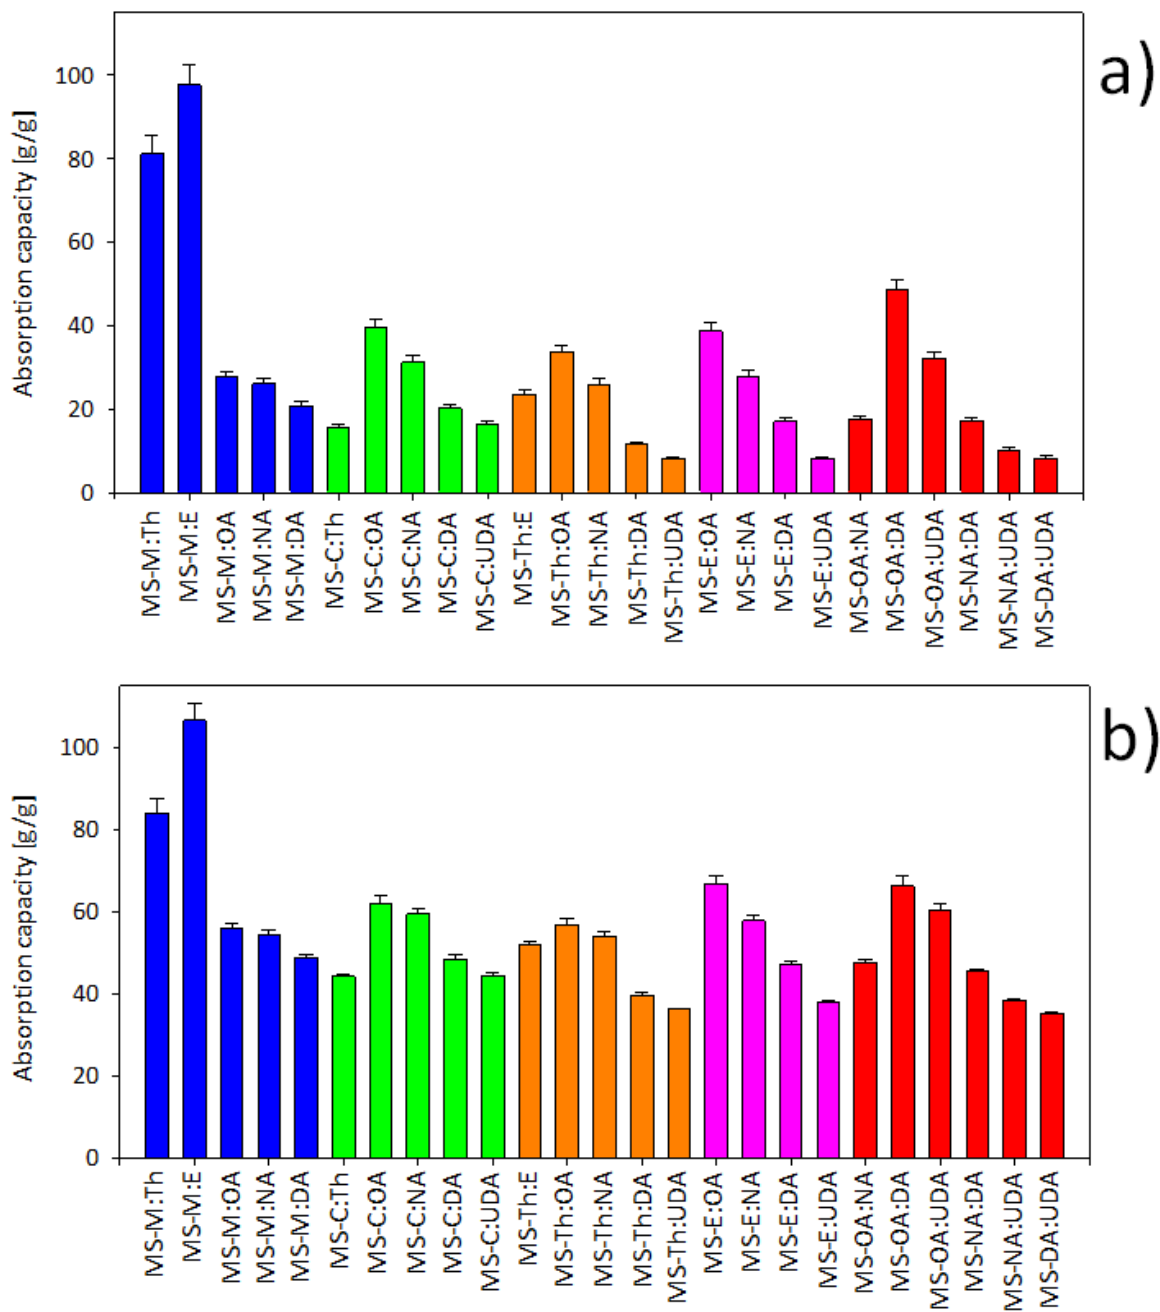 a)
Absorption capacity [g/g]
100
80
60
40
20
0
MS-M:Th
MS-M:E
MS-M:OA
MS-M:NA
MS-M:DA
MS-C:Th
MS-C:OA
MS-C:NA
MS-C:DA
MS-C:UDA
MS-Th:E
MS-Th:OA
MS-Th:NA
MS-Th:DA
MS-Th:UDA
MS-E:OA
MS-E:NA
MS-E:DA
MS-E:UDA
MS-OA:NA
MS-OA:DA
MS-OA:UDA
MS-NA:DA
MS-NA:UDA
MS-DA:UDA
b)
Absorption capacity [g/g]
100
80
60
40
20
0
MS-M:Th
MS-M:E
MS-M:OA
MS-M:NA
MS-M:DA
MS-C:Th
MS-C:OA
MS-C:NA
MS-C:DA
MS-C:UDA
MS-Th:E
MS-Th:OA
MS-Th:NA
MS-Th:DA
MS-Th:UDA
MS-E:OA
MS-E:NA
MS-E:DA
MS-E:UDA
MS-OA:NA
MS-OA:DA
MS-OA:UDA
MS-NA:DA
MS-NA:UDA
MS-DA:UDA